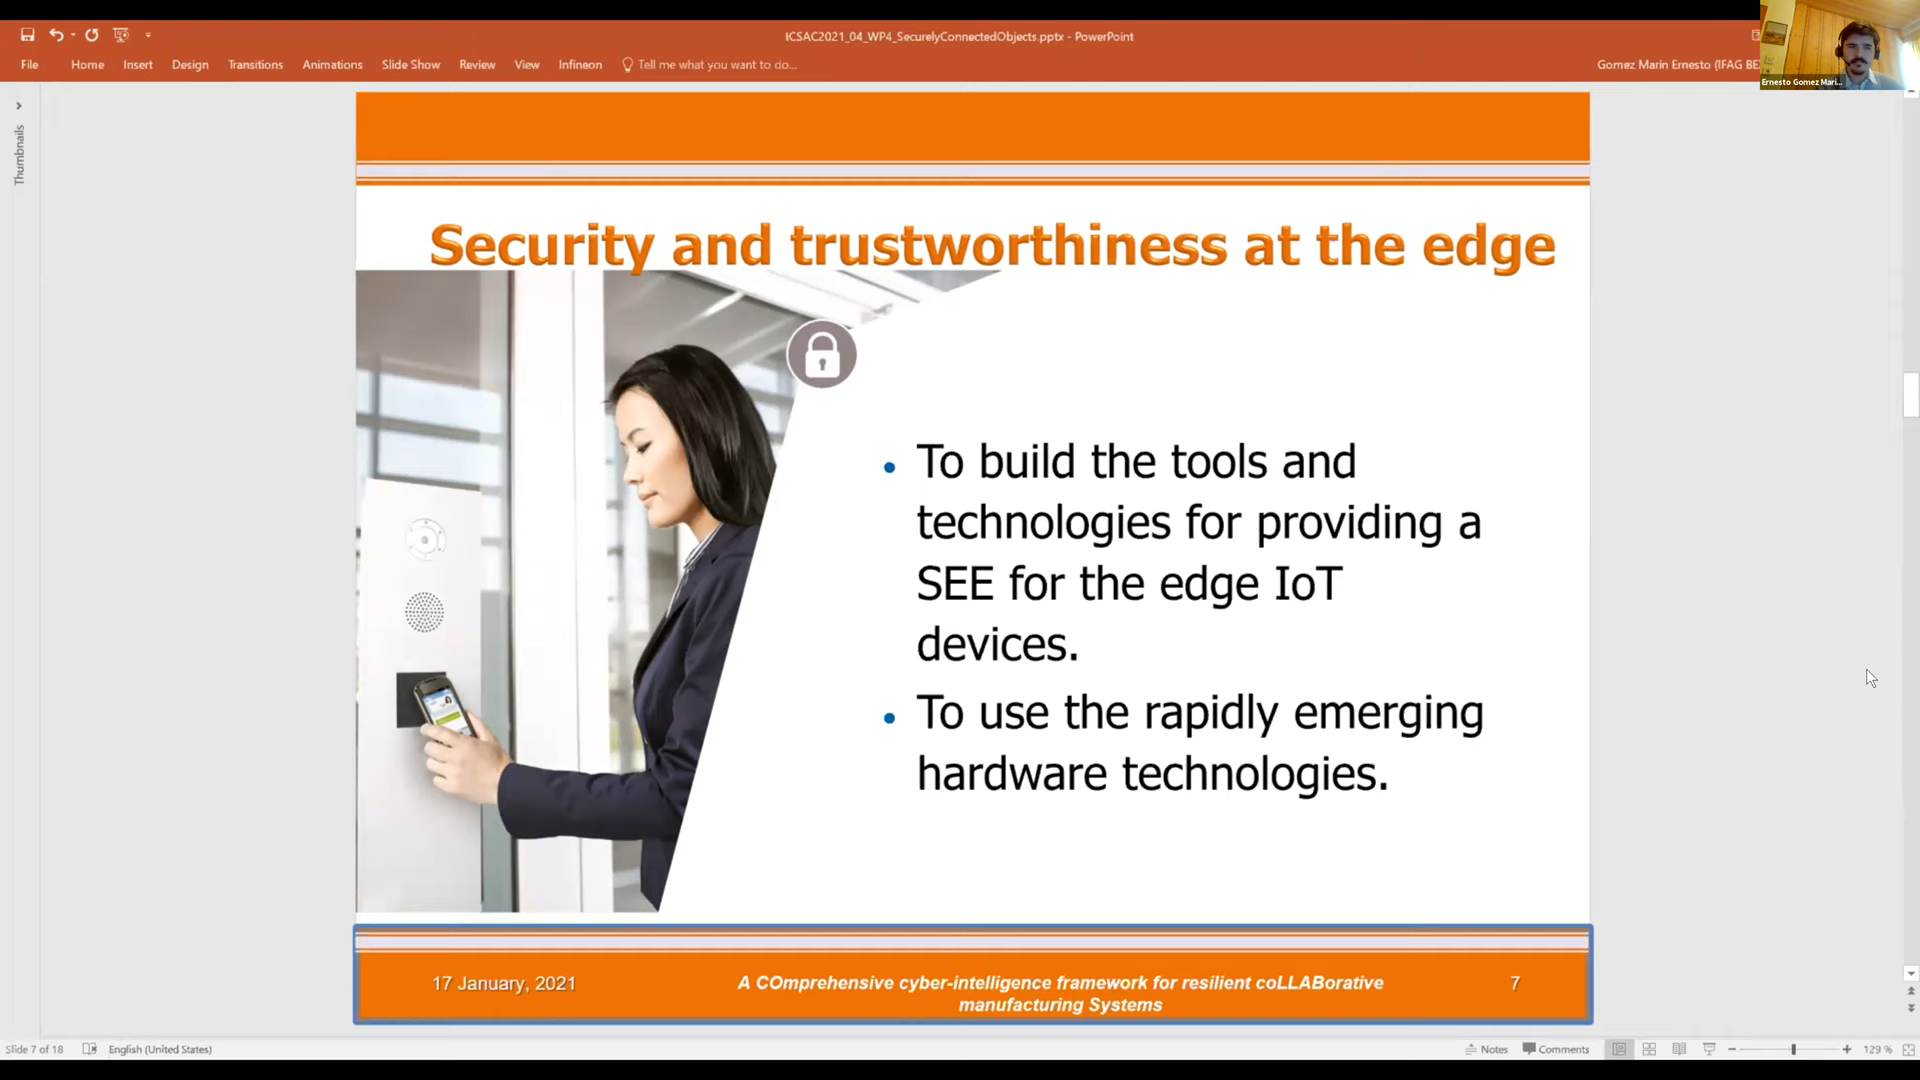 ICSAC2021_04_WP4_SecurelyConnectedObjects.pptx - PowerPoint
File Home Insert Design Transitions Animations Slide Show Review View Infineon Tell me what you want to do...
Gomez Marin Ernesto (IFAG BE
Ernesto Gomez Mari...
Thumbnails
Security and trustworthiness at the edge
• To build the tools and
technologies for providing a
SEE for the edge IoT
devices.
• To use the rapidly emerging
hardware technologies.
17 January, 2021
A COmprehensive cyber-intelligence framework for resilient coLLABorative
manufacturing Systems
7
Slide 7 of 18 English (United States) Notes Comments 129 %